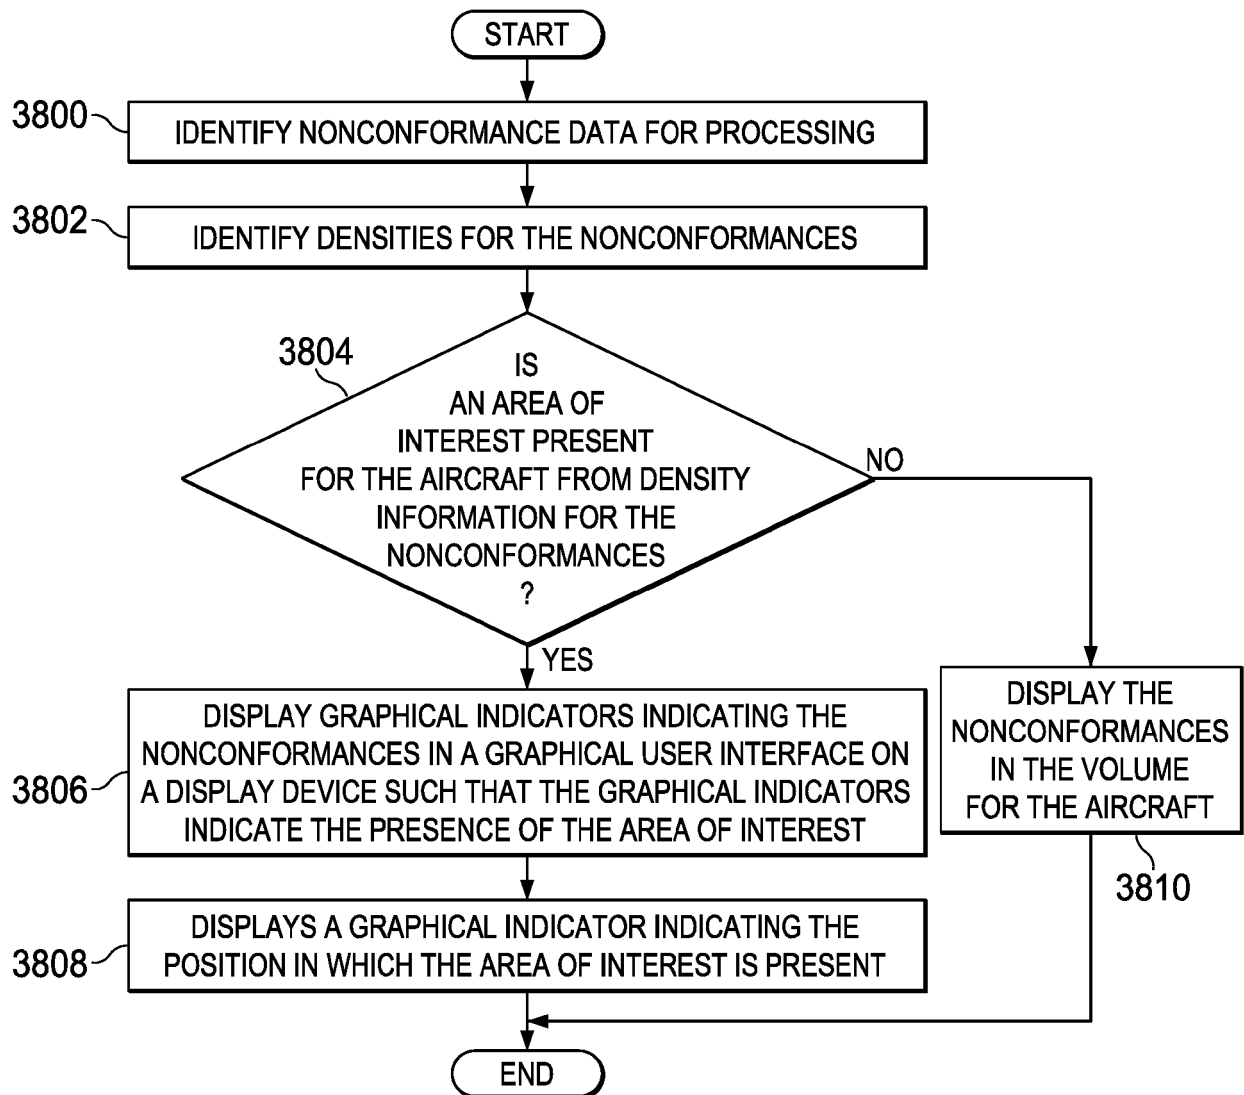 START
3800
IDENTIFY NONCONFORMANCE DATA FOR PROCESSING
3802
IDENTIFY DENSITIES FOR THE NONCONFORMANCES
3804
IS
AN AREA OF
INTEREST PRESENT
FOR THE AIRCRAFT FROM DENSITY
INFORMATION FOR THE
NONCONFORMANCES
?
NO
YES
3806
DISPLAY GRAPHICAL INDICATORS INDICATING THE
NONCONFORMANCES IN A GRAPHICAL USER INTERFACE ON
A DISPLAY DEVICE SUCH THAT THE GRAPHICAL INDICATORS
INDICATE THE PRESENCE OF THE AREA OF INTEREST
DISPLAY THE
NONCONFORMANCES
IN THE VOLUME
FOR THE AIRCRAFT
3810
3808
DISPLAYS A GRAPHICAL INDICATOR INDICATING THE
POSITION IN WHICH THE AREA OF INTEREST IS PRESENT
END